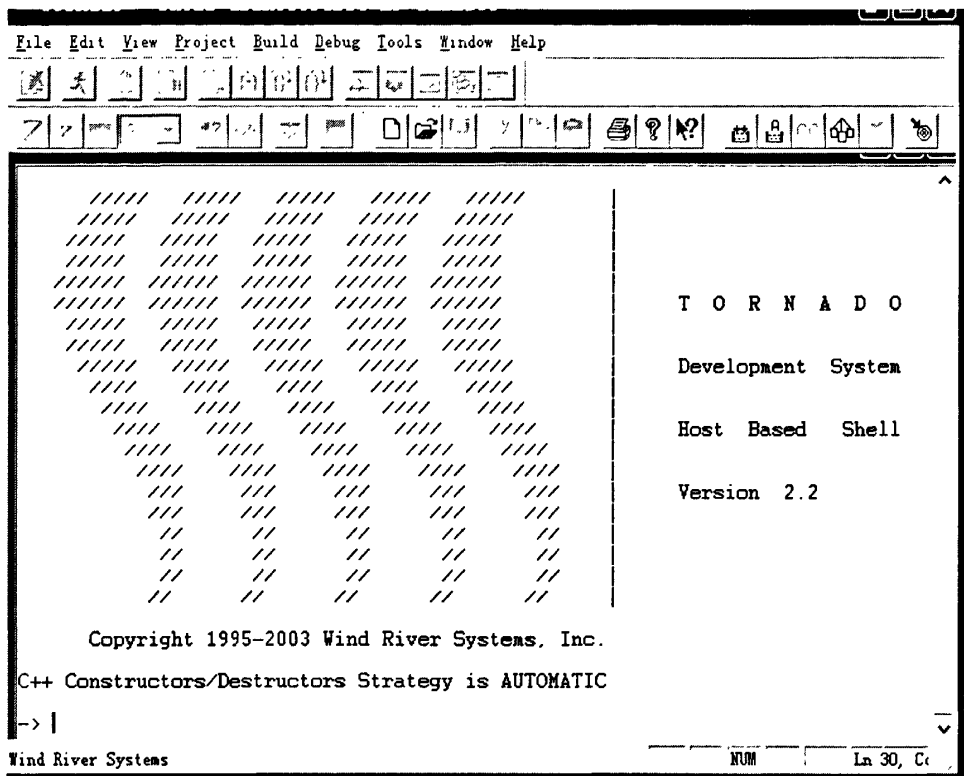 File Edit View Project Build Debug Tools Window Help
///// ///// ///// ///// /////
///// ///// ///// ///// /////
///// ///// ///// ///// /////
///// ///// ///// ///// /////
////// ////// ////// ////// //////
////// ////// ////// ////// ////// T O R N A D O
///// ///// ///// ///// /////
///// ///// ///// ///// /////
///// ///// ///// ///// ///// Development System
//// //// //// //// ////
//// //// //// //// ////
//// //// //// //// //// Host Based Shell
//// //// //// //// ////
//// //// //// //// ////
/// /// /// /// /// Version 2.2
/// /// /// /// ///
// // // // //
// // // // //
// // // // //
// // // // //
Copyright 1995-2003 Wind River Systems, Inc.
C++ Constructors/Destructors Strategy is AUTOMATIC
->
Wind River Systems NUM Ln 30,